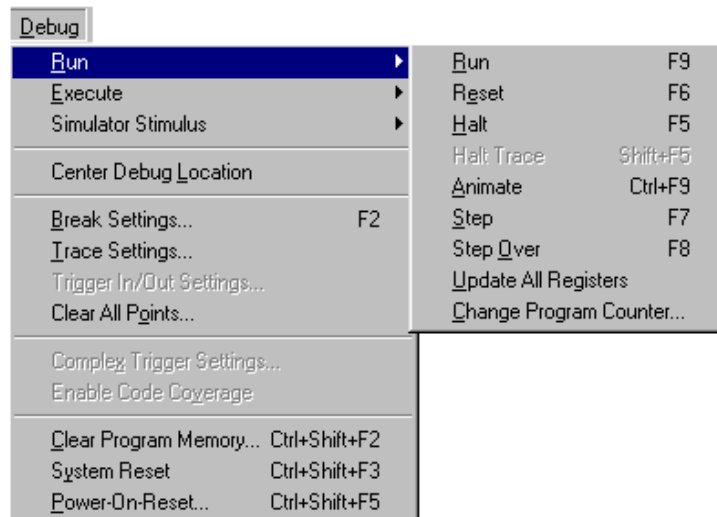 Debug
Run
Execute
Simulator Stimulus
Center Debug Location
Break Settings... F2
Trace Settings...
Trigger In/Out Settings...
Clear All Points...
Complex Trigger Settings...
Enable Code Coverage
Clear Program Memory... Ctrl+Shift+F2
System Reset Ctrl+Shift+F3
Power-On-Reset... Ctrl+Shift+F5
Run F9
Reset F6
Halt F5
Halt Trace Shift+F5
Animate Ctrl+F9
Step F7
Step Over F8
Update All Registers
Change Program Counter...